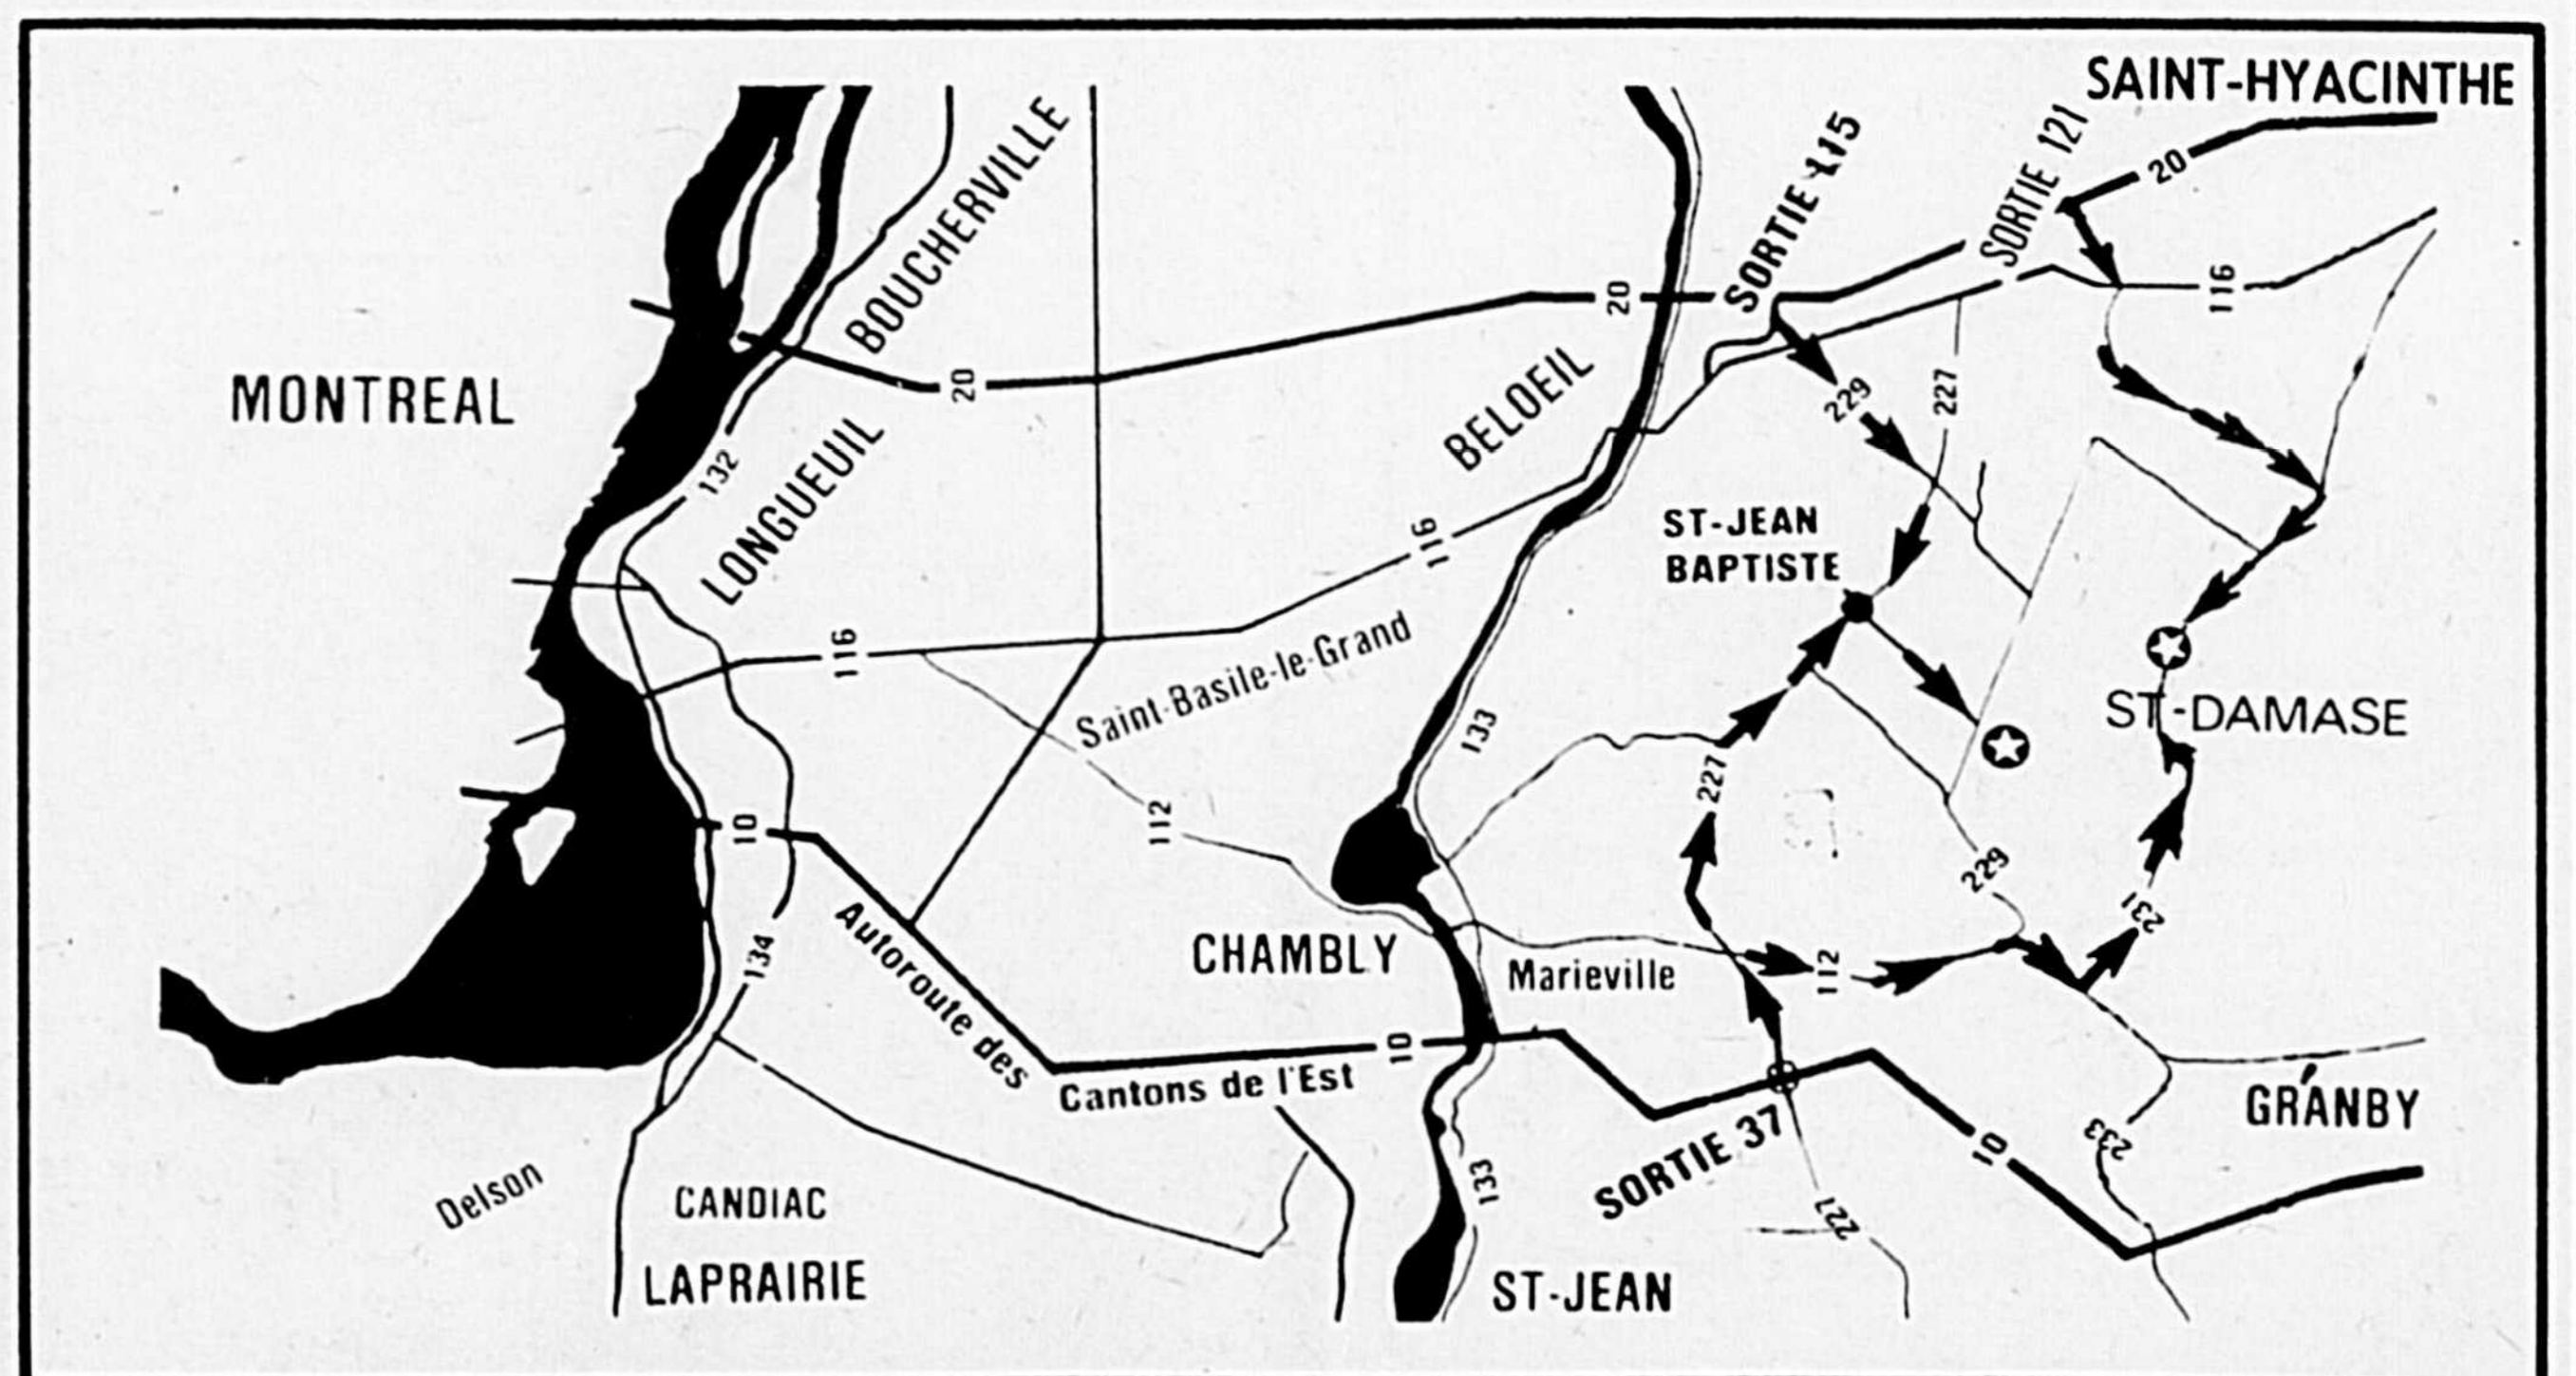 SAINT-HYACINTHE
SORTIE 121
20
SORTIE 115
BOUCHERVILLE
116
20
20
MONTREAL
BELOEIL
229
227
132
LONGUEUIL
ST-JEAN
BAPTISTE
116
116
Saint-Basile-le-Grand
133
ST-DAMASE
227
10
112
229
231
134
Autoroute des
Cantons de l'Est
CHAMBLY
Marieville
112
10
SORTIE 37
GRANBY
233
10
Delson
CANDIAC
LAPRAIRIE
133
227
ST-JEAN